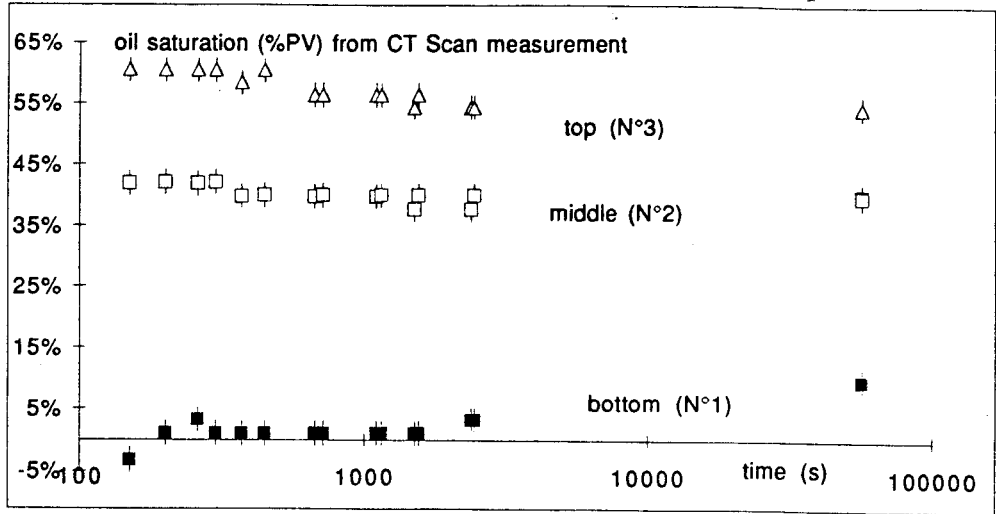 65%
oil saturation (%PV) from CT Scan measurement
55%
top (N°3)
45%
middle (N°2)
35%
25%
15%
5%
bottom (N°1)
-5%
100
1000
10000
time (s)
100000